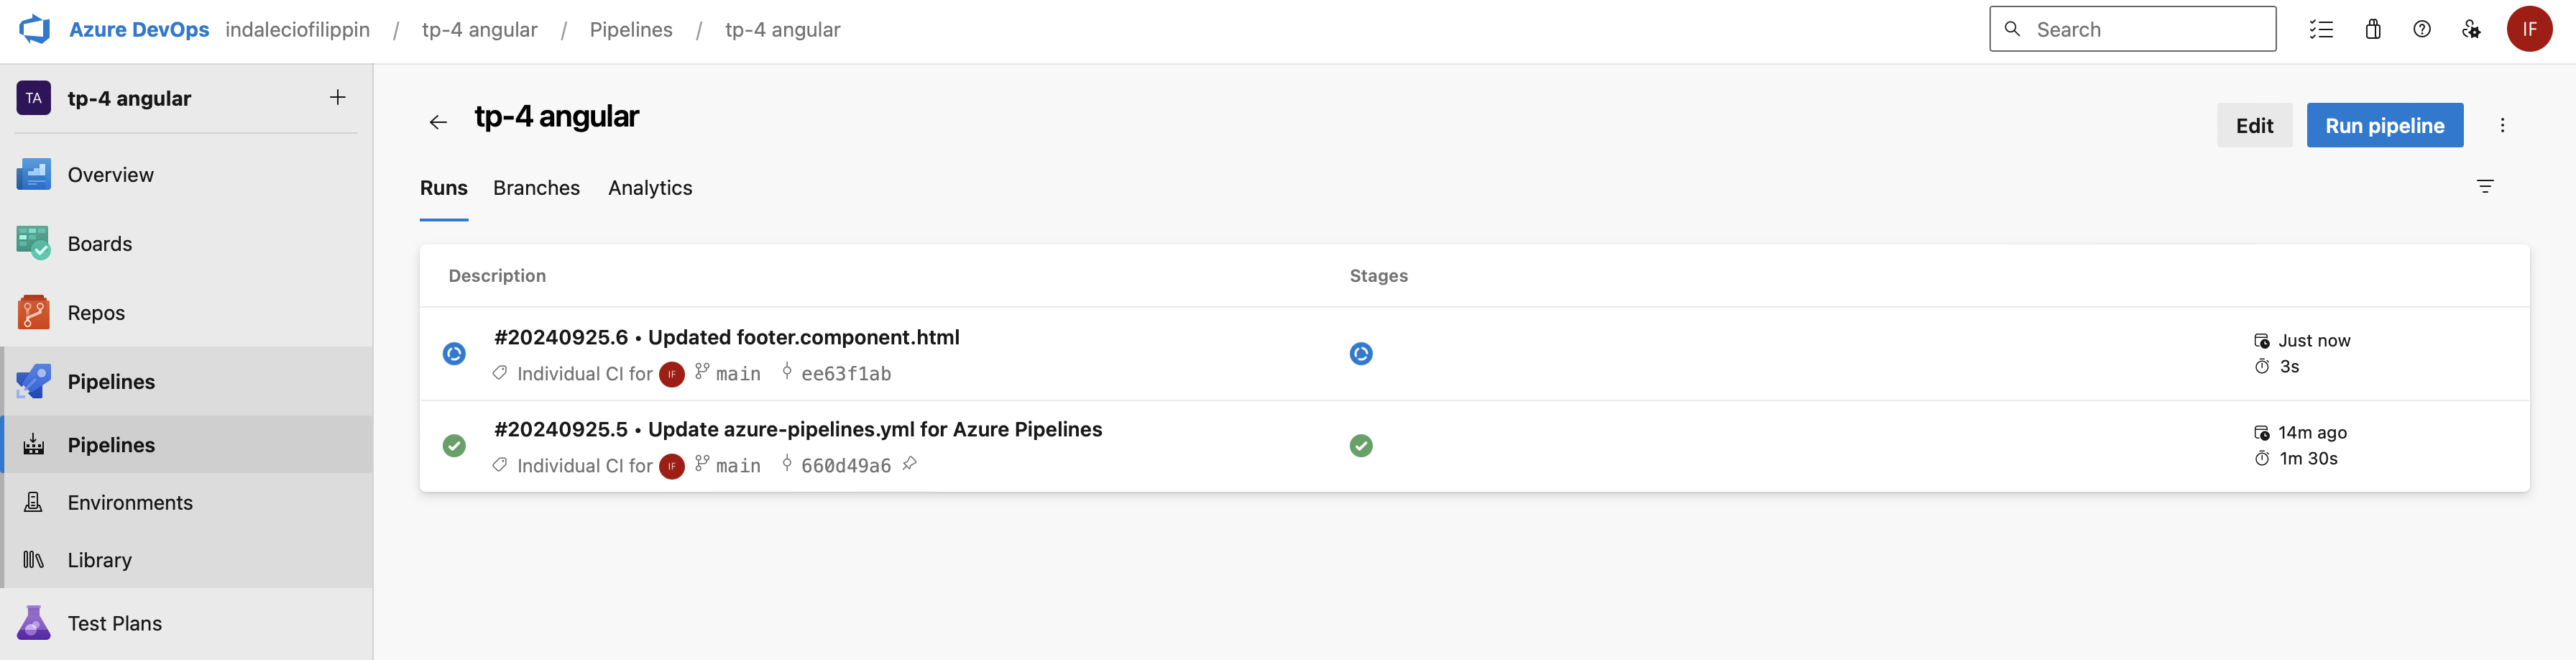 Azure DevOps indaleciofilippin / tp-4 angular / Pipelines / tp-4 angular Search IF
TA tp-4 angular
Overview
Boards
Repos
Pipelines
Pipelines
Environments
Library
Test Plans
tp-4 angular
Edit Run pipeline
Runs Branches Analytics
Description Stages
#20240925.6 • Updated footer.component.html
Individual CI for IF main ee63f1ab
Just now
3s
#20240925.5 • Update azure-pipelines.yml for Azure Pipelines
Individual CI for IF main 660d49a6
14m ago
1m 30s